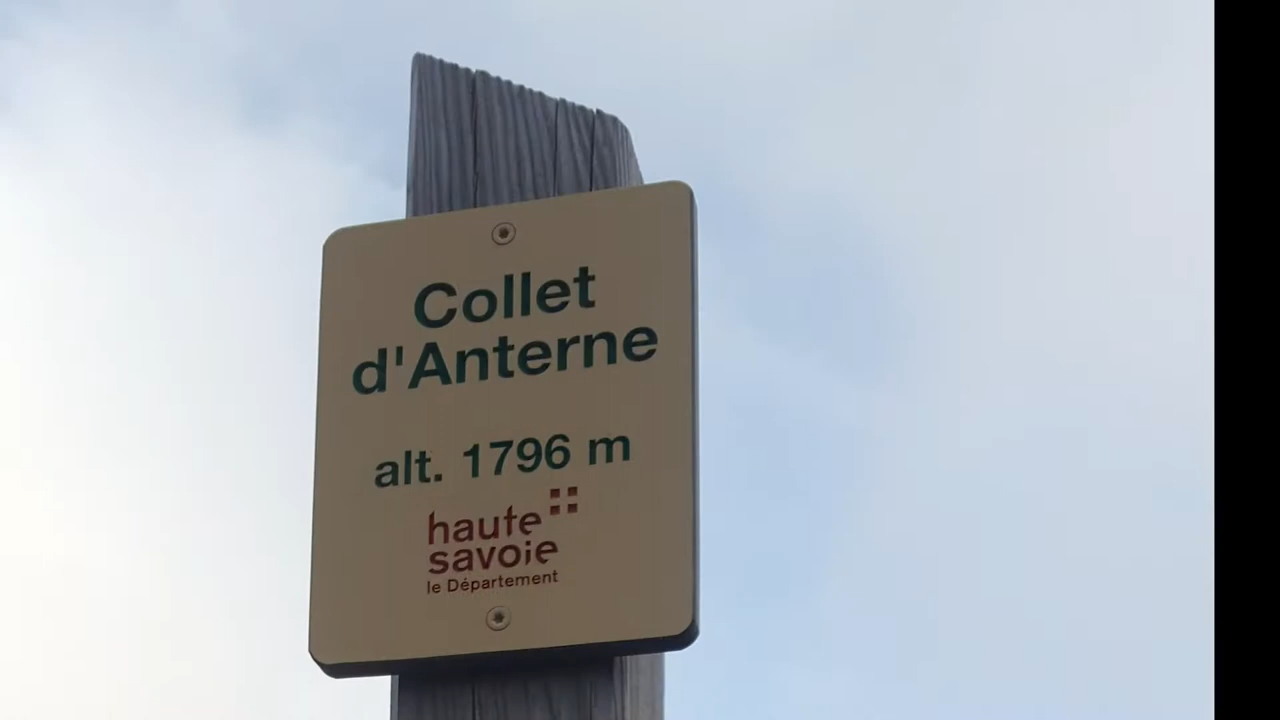 Collet
d'Anterne
alt. 1796 m
haute
savoie
le Département